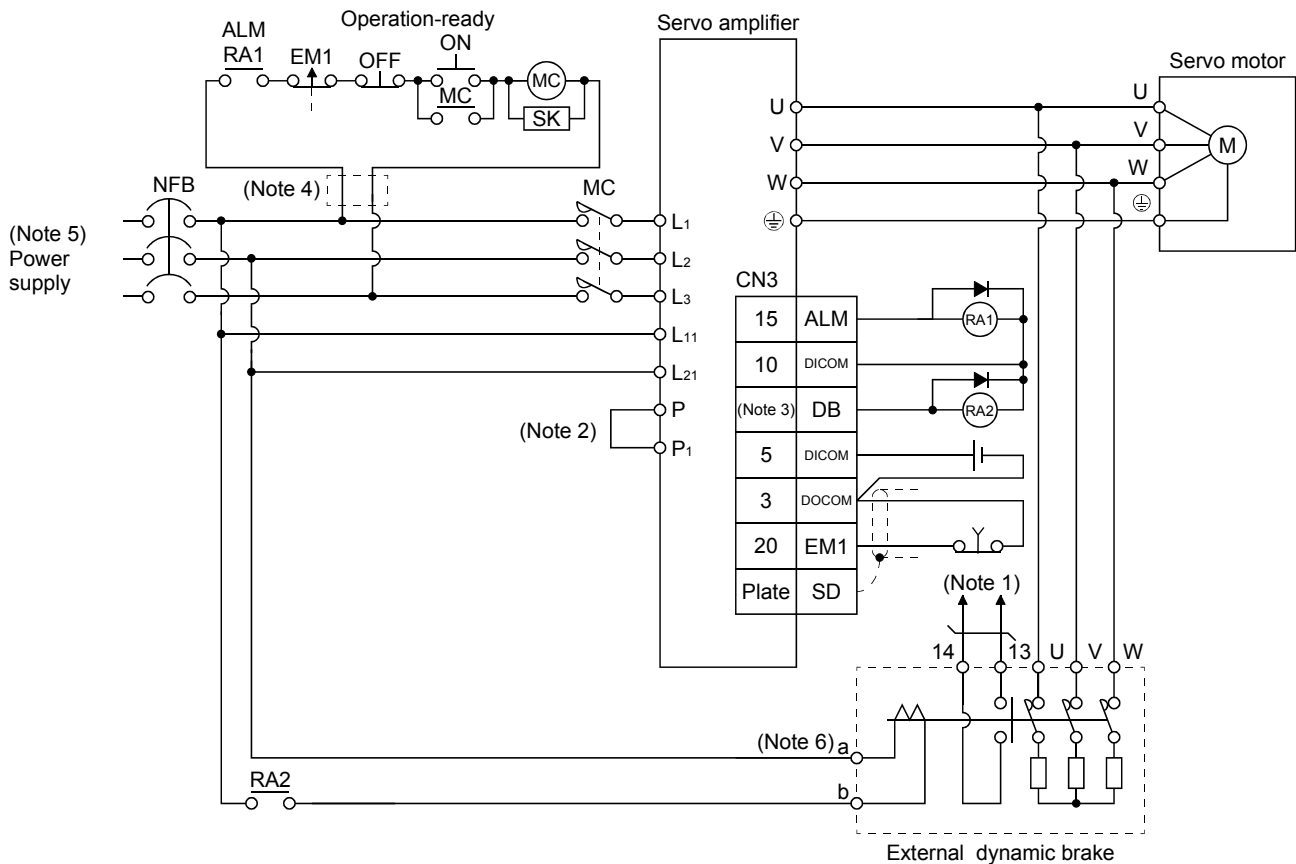 Operation-ready
ALM
RA1
EM1
OFF
ON
MC
MC
SK
Servo amplifier
Servo motor
U
V
W
U
V
W
M
NFB
(Note 4)
MC
(Note 5)
Power
supply
L1
L2
L3
L11
L21
P
P1
(Note 2)
CN3
15 ALM
10 DICOM
(Note 3) DB
5 DICOM
3 DOCOM
20 EM1
Plate SD
RA1
RA2
(Note 1)
14 13 U V W
(Note 6) a
b
RA2
External dynamic brake